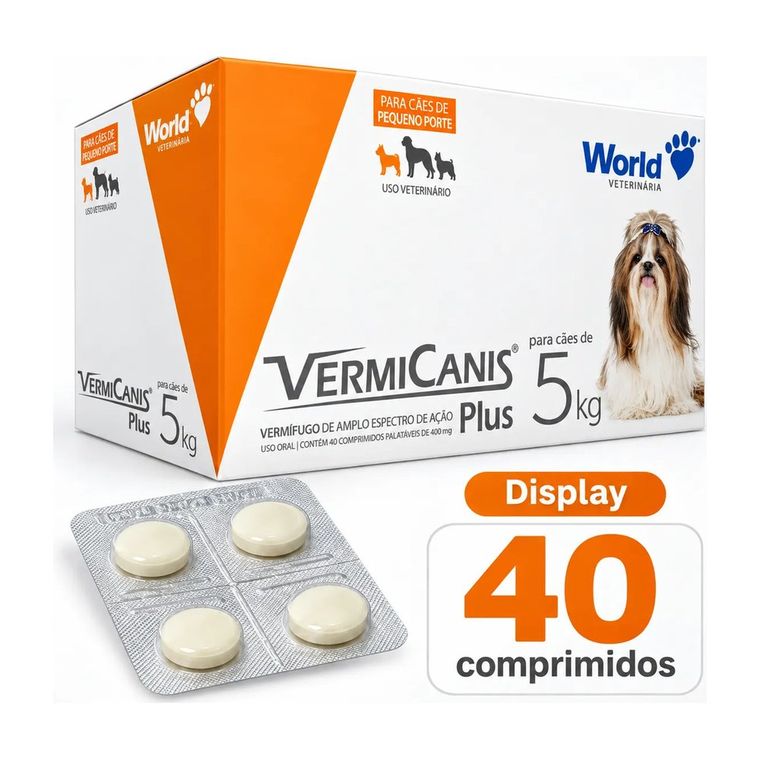 PARA CÃES DE
PEQUENO PORTE
USO VETERINÁRIO
World
VETERINÁRIA
VERMICANIS®
Plus
para cães de
5kg
PARA CÃES DE
PEQUENO PORTE
USO VETERINÁRIO
World
VETERINÁRIA
VERMICANIS®
Plus
VERMÍFUGO DE AMPLO ESPECTRO DE AÇÃO
USO ORAL | CONTÉM 40 COMPRIMIDOS PALATÁVEIS DE 400 mg
para cães de
5kg
Display
40
comprimidos